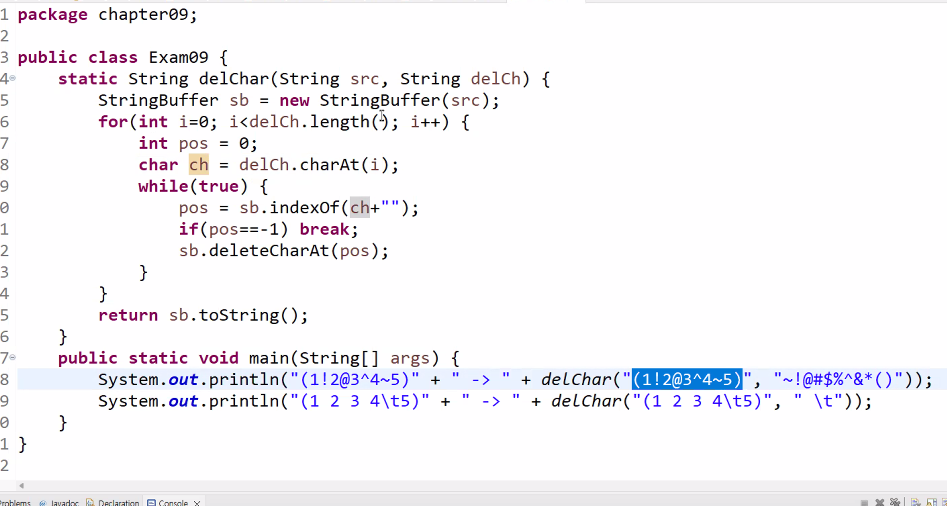 1 package chapter09;
2
3 public class Exam09 {
4 static String delChar(String src, String delCh) {
5 StringBuffer sb = new StringBuffer(src);
6 for(int i=0; i<delCh.length(); i++) {
7 int pos = 0;
8 char ch = delCh.charAt(i);
9 while(true) {
0 pos = sb.indexOf(ch+"");
1 if(pos==-1) break;
2 sb.deleteCharAt(pos);
3 }
4 }
5 return sb.toString();
6 }
7 public static void main(String[] args) {
8 System.out.println("(1!2@3^4~5)" + " -> " + delChar("(1!2@3^4~5)", "~!@#$%^&*()"));
9 System.out.println("(1 2 3 4\t5)" + " -> " + delChar("(1 2 3 4\t5)", " \t"));
0 }
1 }
2
Problems @ Javadoc Declaration Console